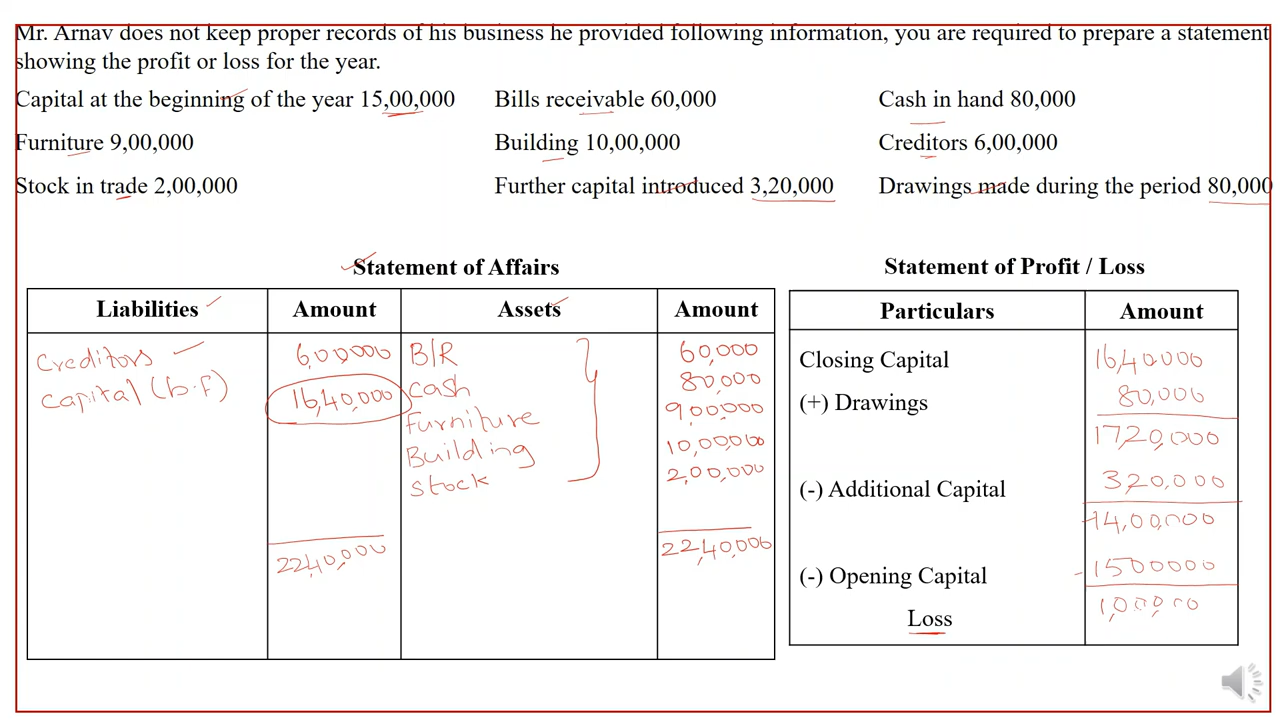 Mr. Arnav does not keep proper records of his business he provided following information, you are required to prepare a statement
showing the profit or loss for the year.
Capital at the beginning of the year 15,00,000 Bills receivable 60,000 Cash in hand 80,000
Furniture 9,00,000 Building 10,00,000 Creditors 6,00,000
Stock in trade 2,00,000 Further capital introduced 3,20,000 Drawings made during the period 80,000
Statement of Affairs
Liabilities Amount Assets Amount
Creditors 6,00,000 B/R 60,000
Capital (b.f) 16,40,000 Cash 80,000
Furniture 9,00,000
Building 10,00,000
Stock 2,00,000
22,40,000 22,40,000
Statement of Profit / Loss
Particulars Amount
Closing Capital 16,40,000
(+) Drawings 80,000
17,20,000
(-) Additional Capital 3,20,000
14,00,000
(-) Opening Capital 1500000
Loss 1,00,000